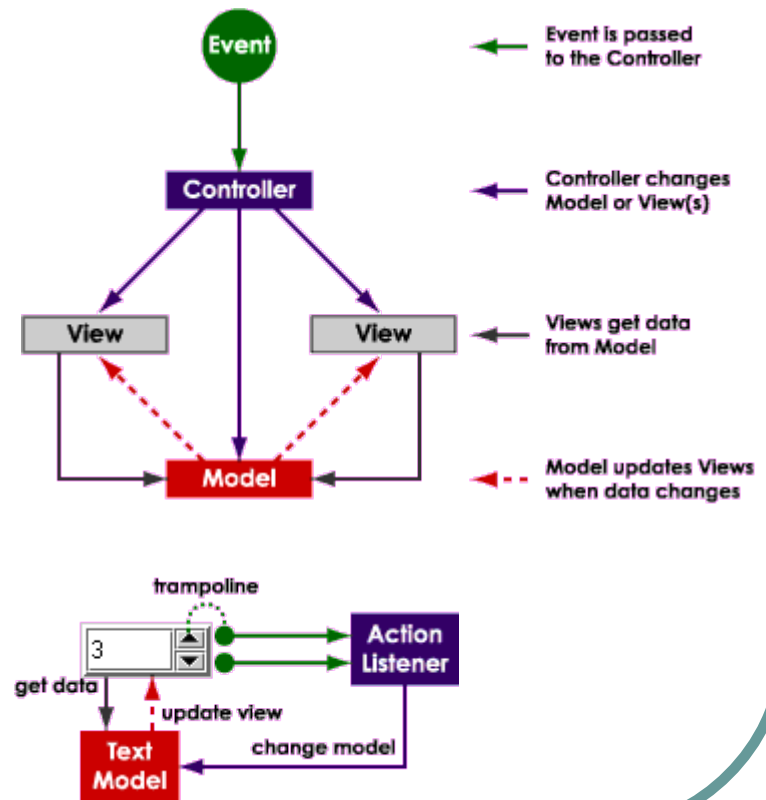 Event
Event is passed
to the Controller
Controller
Controller changes
Model or View(s)
View
View
Views get data
from Model
Model
Model updates Views
when data changes
trampoline
3
Action
Listener
get data
update view
change model
Text
Model